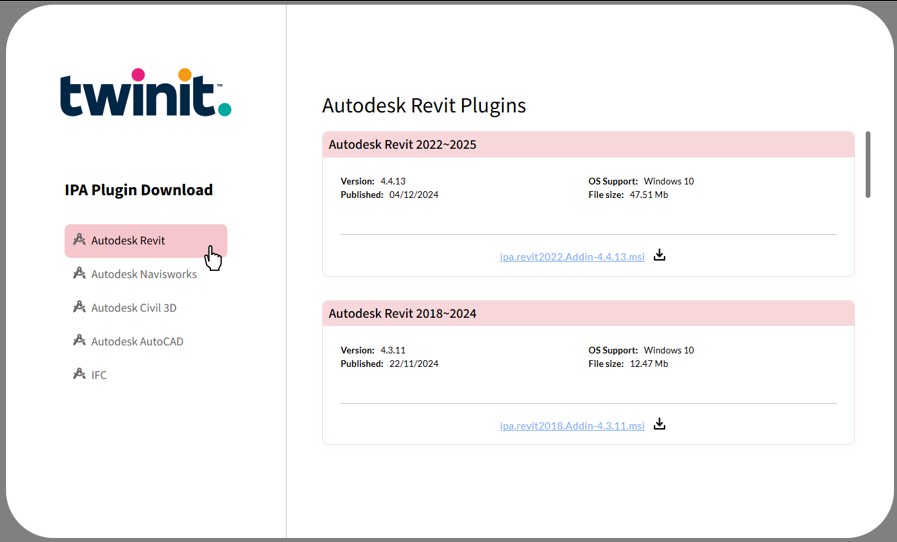 twinit.™
IPA Plugin Download
Autodesk Revit
Autodesk Navisworks
Autodesk Civil 3D
Autodesk AutoCAD
IFC
Autodesk Revit Plugins
Autodesk Revit 2022~2025
Version: 4.4.13 OS Support: Windows 10
Published: 04/12/2024 File size: 47.51 Mb
ipa.revit2022.Addin-4.4.13.msi
Autodesk Revit 2018~2024
Version: 4.3.11 OS Support: Windows 10
Published: 22/11/2024 File size: 12.47 Mb
ipa.revit2018.Addin-4.3.11.msi